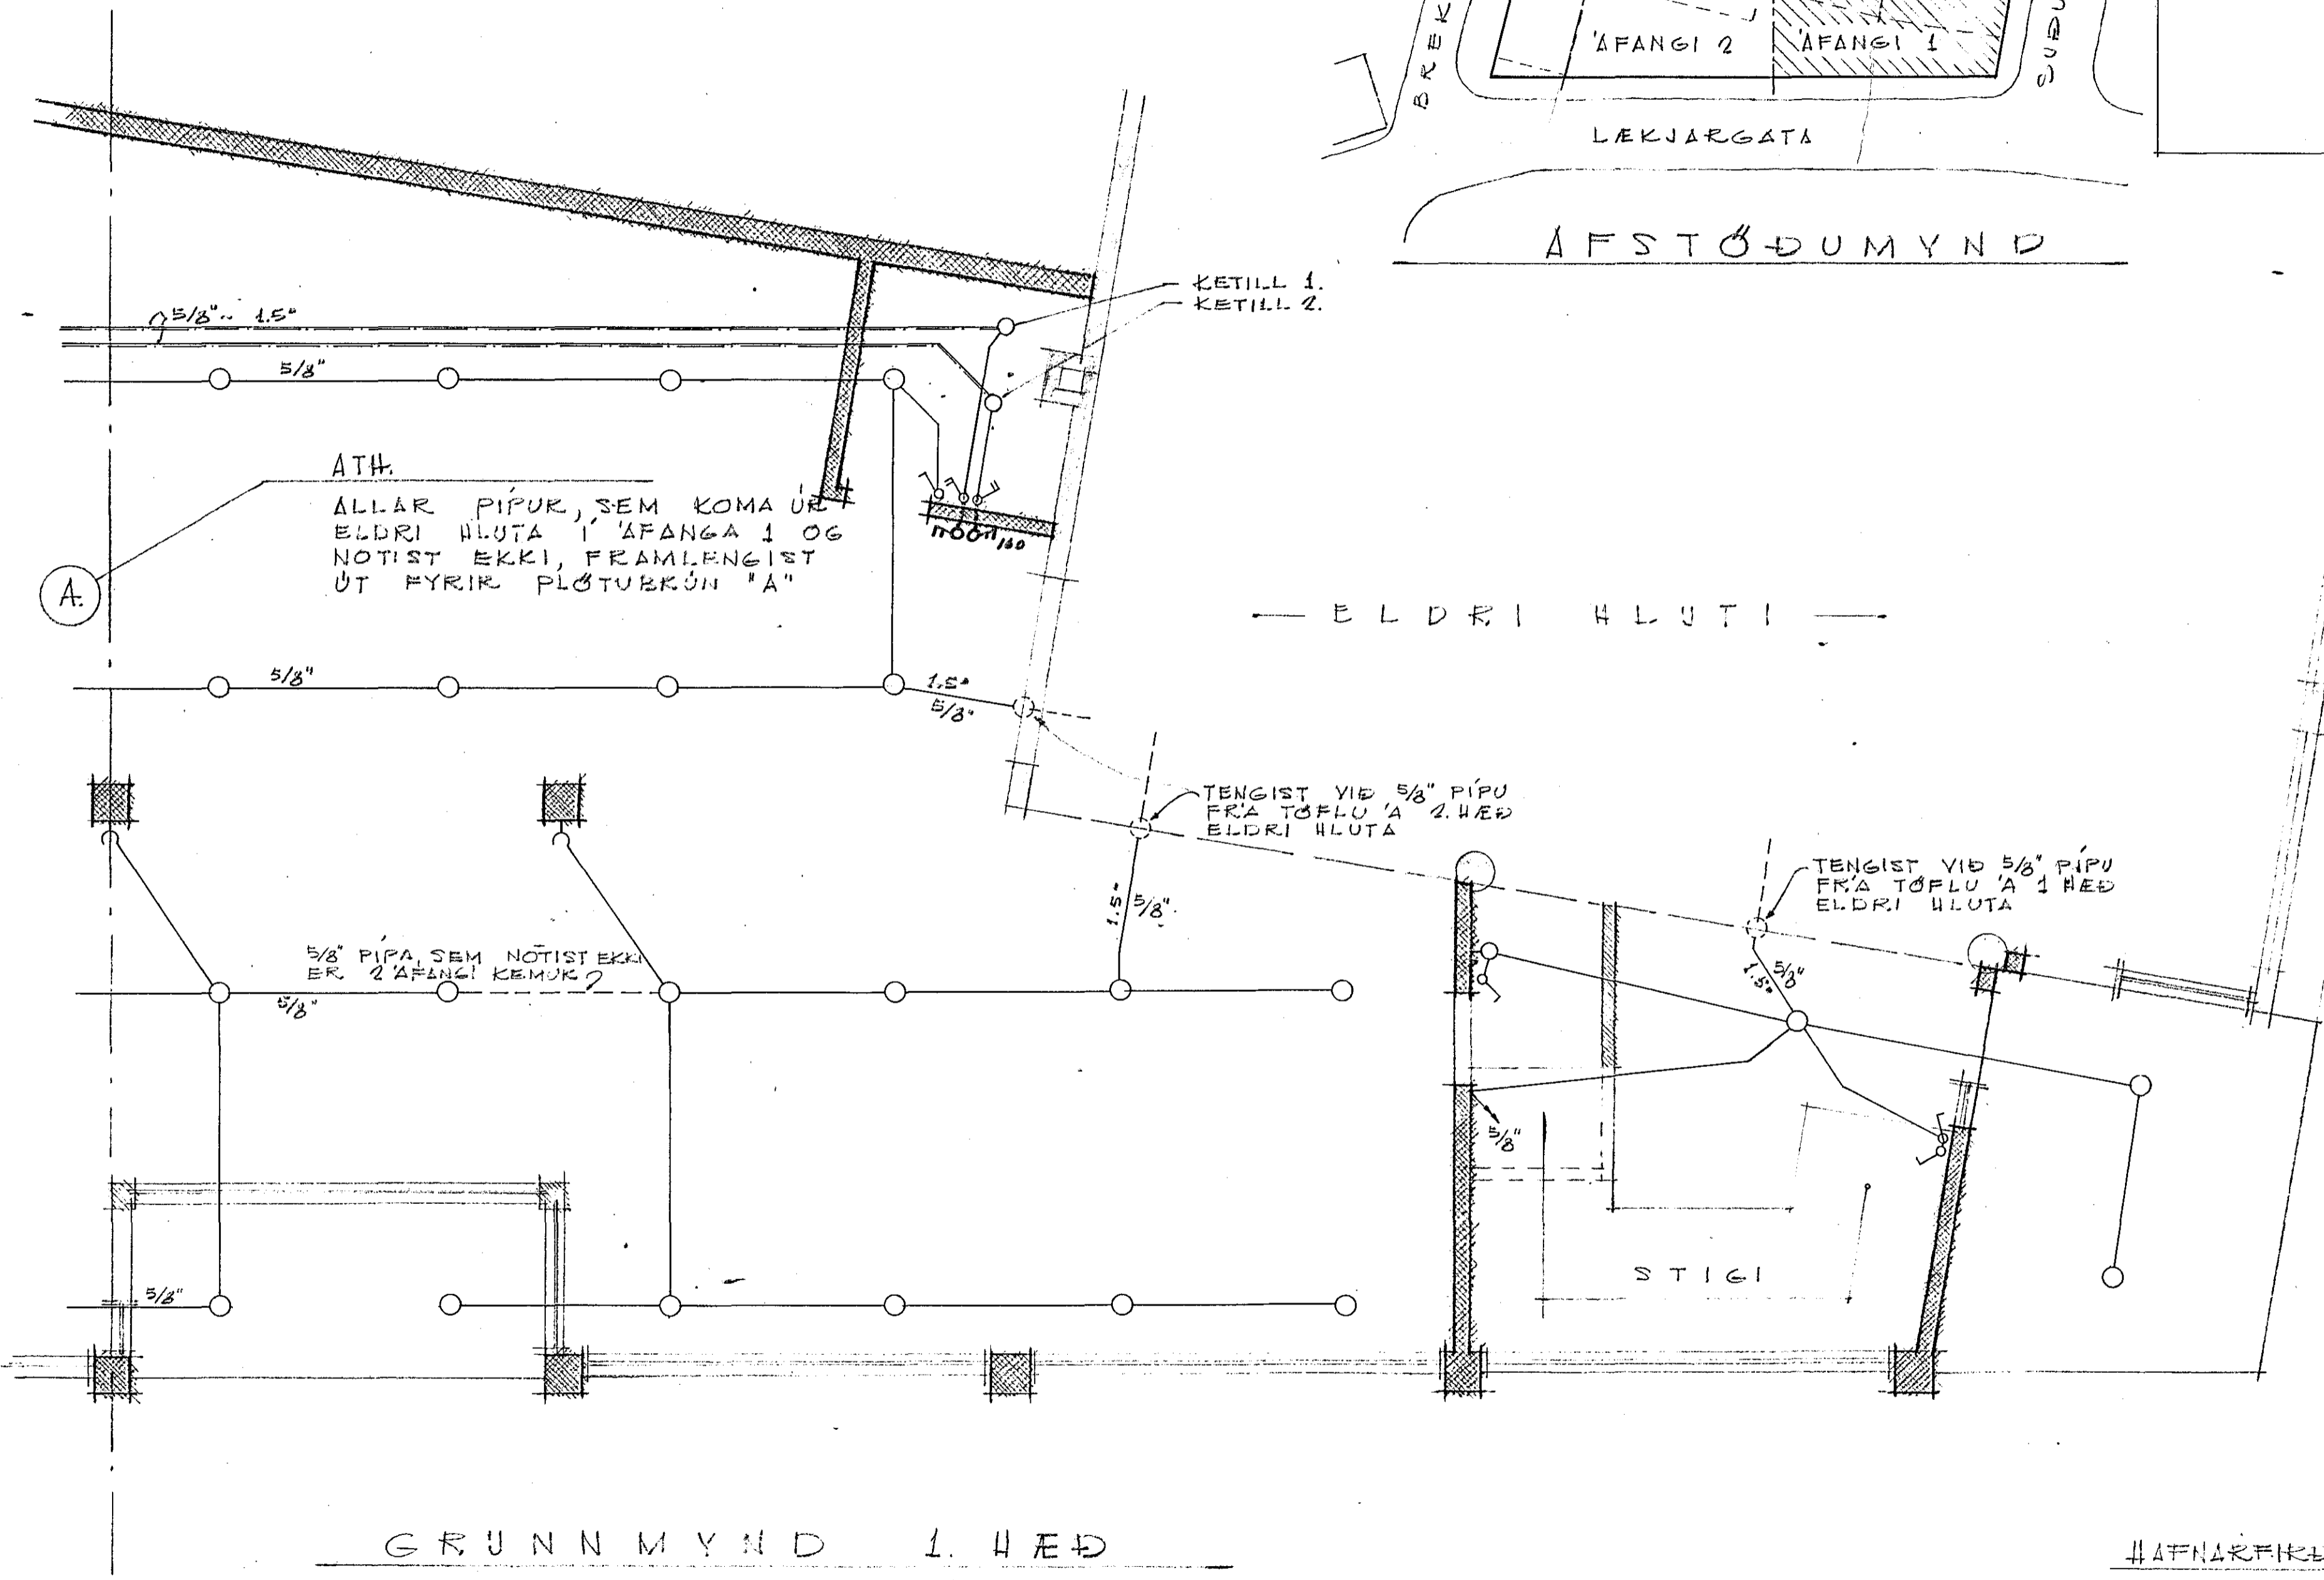 ÁFANGI 2
ÁFANGI 1
BREK
SUÐU
LÆKJARGATA
AFSTÖÐUMYND
KETILL 1.
KETILL 2.
5/8" ~ 1.5"
5/8"
ATH.
ALLAR PÍPUR, SEM KOMA ÚR
ELDRI HLUTA Í ÁFANGA 1 OG
NOTIST EKKI, FRAMLENGIST
ÚT FYRIR PLÖTUBRÚN "A"
A.
ELDRI HLUTI
5/8"
1.5"
5/8"
TENGIST VIÐ 5/8" PÍPU
FRÁ TÖFLU Á 2. HÆÐ
ELDRI HLUTA
TENGIST VIÐ 5/8" PÍPU
FRÁ TÖFLU Á 1 HÆÐ
ELDRI HLUTA
1.5"
5/8"
1.5"
5/8"
5/8" PÍPA, SEM NOTIST EKKI
ER 2 ÁFANGI KEMUR
5/8"
5/8"
5/8"
STIGI
GRUNNMYND 1. HÆÐ
HAFNARFIRÐ